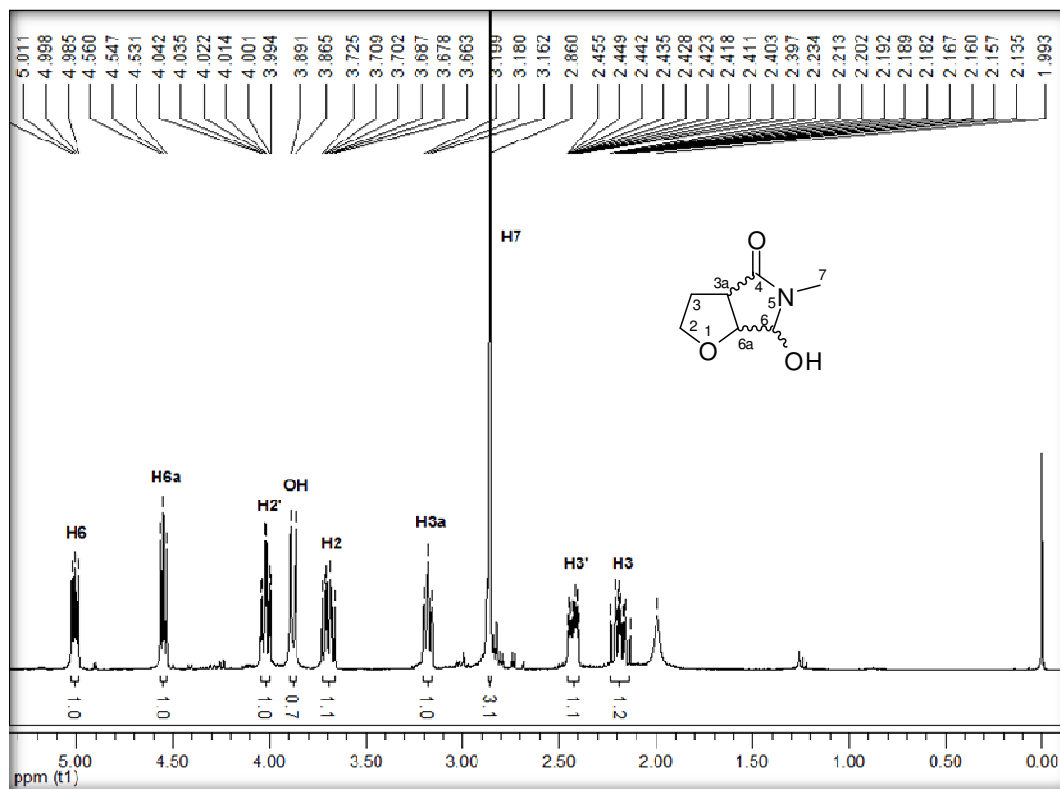 5.011 4.998 4.985 4.560 4.547 4.531 4.042 4.035 4.022 4.014 4.001 3.994 3.891 3.865 3.725 3.709 3.702 3.687 3.678 3.663 3.199 3.180 3.162 2.860 2.455 2.449 2.442 2.435 2.428 2.423 2.418 2.411 2.403 2.397 2.234 2.213 2.202 2.192 2.189 2.182 2.167 2.160 2.157 2.135 1.993
H7
O
3a 4 7
3 5 N
2 1 6
O 6a OH
H6a
OH
H2'
H3a
H6 H2 H3' H3
1.0 1.0 1.0 0.7 1.1 1.0 3.1 1.1 1.2
5.00 4.50 4.00 3.50 3.00 2.50 2.00 1.50 1.00 0.50 0.00
ppm (t1)